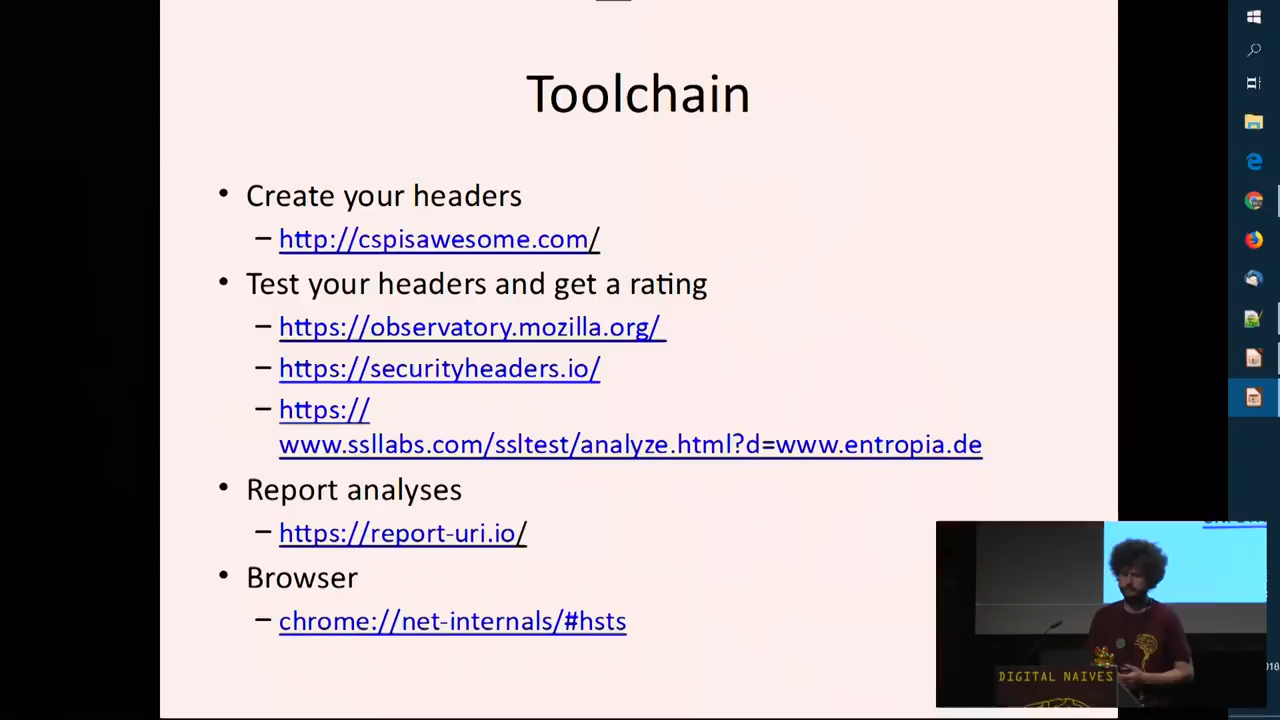 Toolchain
• Create your headers
– http://cspisawesome.com/
• Test your headers and get a rating
– https://observatory.mozilla.org/
– https://securityheaders.io/
– https://
www.ssllabs.com/ssltest/analyze.html?d=www.entropia.de
• Report analyses
– https://report-uri.io/
• Browser
– chrome://net-internals/#hsts
DIGITAL NAIVES